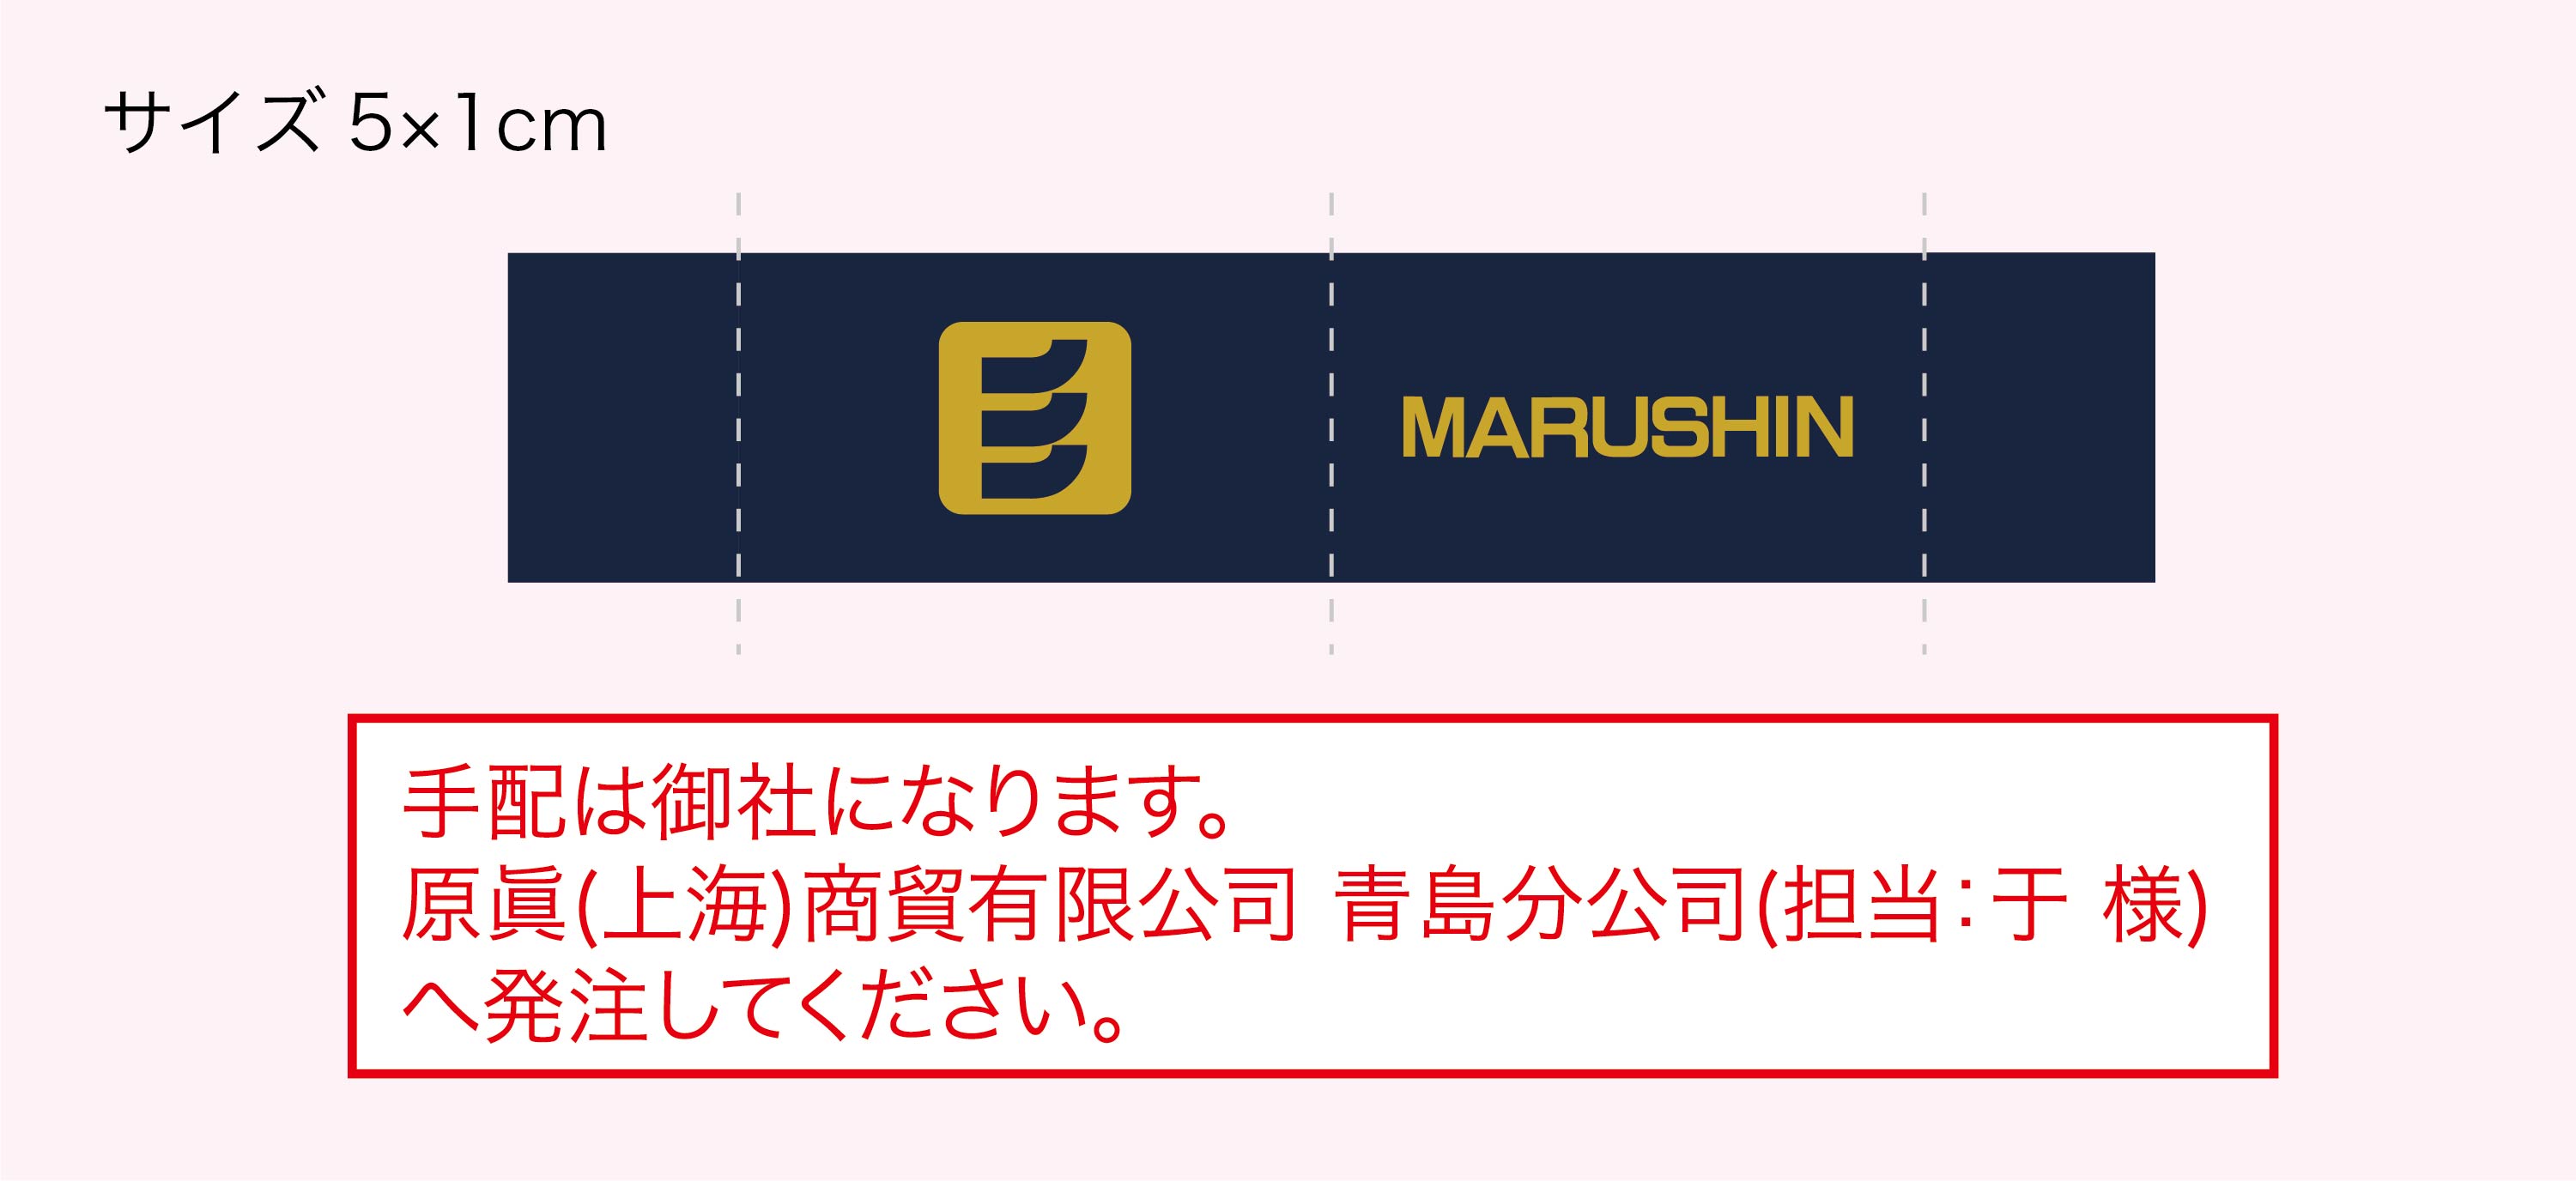 サイズ 5×1cm
MARUSHIN
手配は御社になります。
原眞(上海)商貿有限公司 青島分公司(担当：于 様)
へ発注してください。